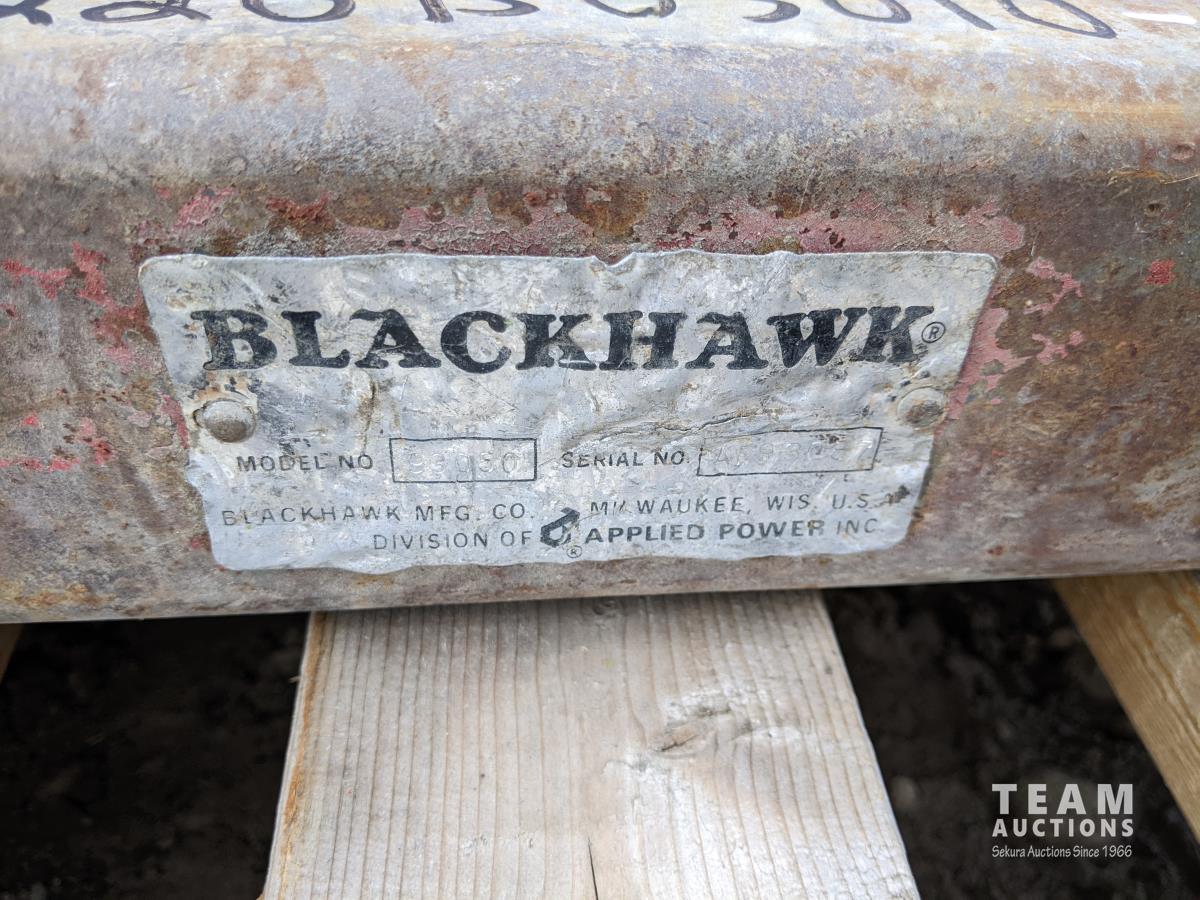 BLACKHAWK®
MODEL NO SERIAL NO.
BLACKHAWK MFG. CO. MILWAUKEE, WIS. U.S.A
DIVISION OF ® APPLIED POWER INC
TEAM
AUCTIONS
Sekura Auctions Since 1966